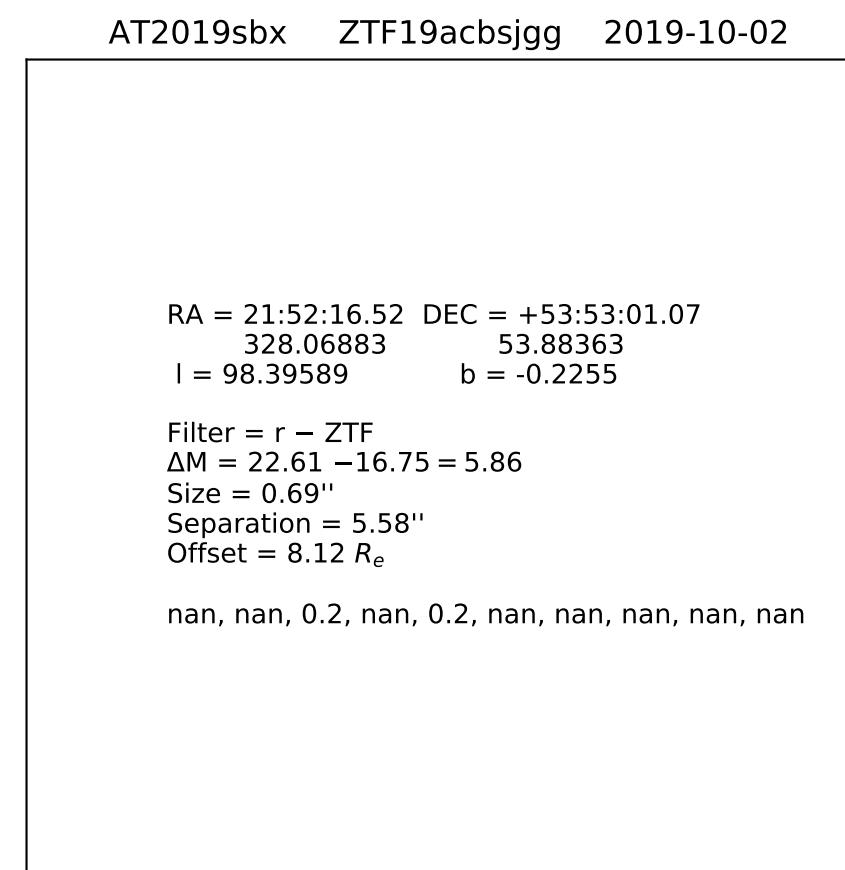 AT2019sbx ZTF19acbsjgg 2019-10-02
RA = 21:52:16.52 DEC = +53:53:01.07
328.06883 53.88363
l = 98.39589 b = -0.2255
Filter = r − ZTF
ΔM = 22.61 −16.75 = 5.86
Size = 0.69''
Separation = 5.58''
Offset = 8.12 Re
nan, nan, 0.2, nan, 0.2, nan, nan, nan, nan, nan